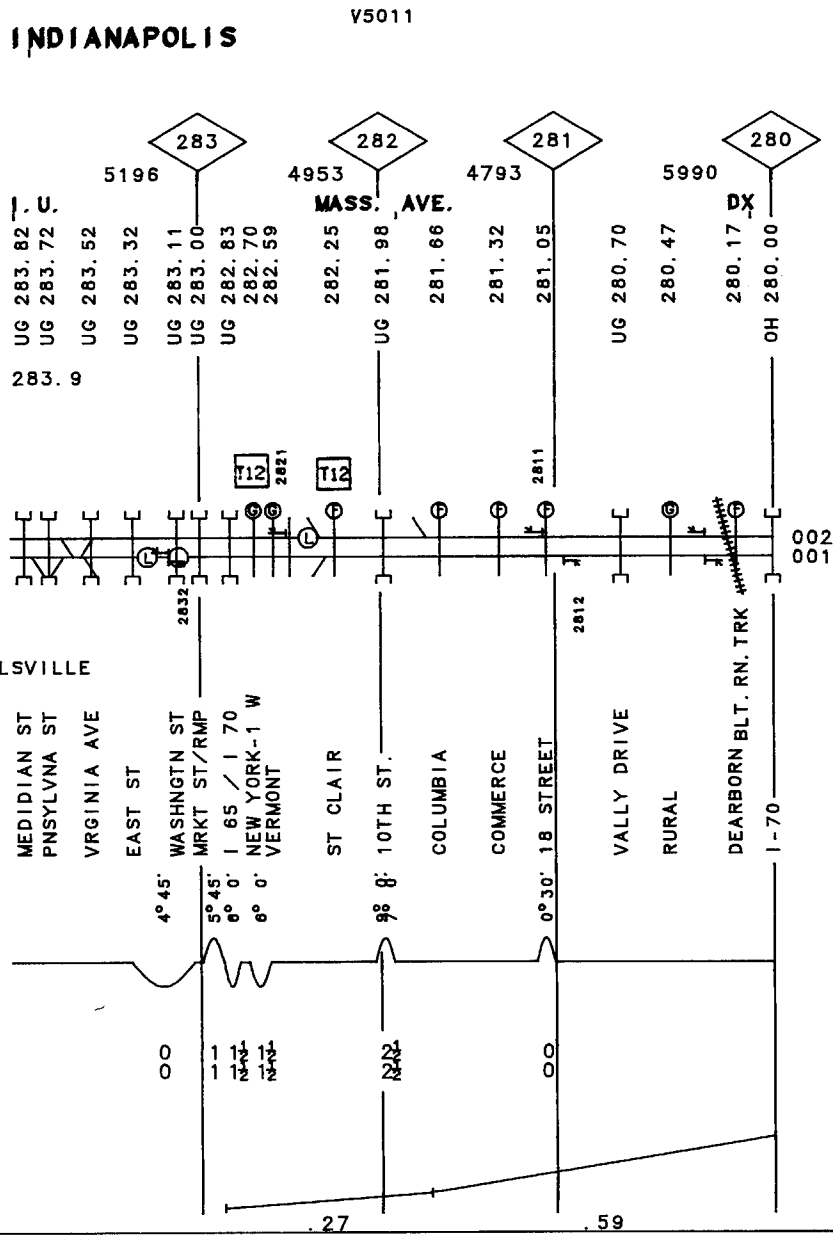 V5011
INDIANAPOLIS
283 282 281 280
5196 4953 4793 5990
I.U. MASS. AVE. DX
UG 283.82
UG 283.72
UG 283.52
UG 283.32
UG 283.11
UG 283.00
UG 282.83
282.70
282.59
282.25
UG 281.98
281.66
281.32
281.05
UG 280.70
280.47
280.17
OH 280.00
283.9
T12 2821 T12 2811
G G F F F F G F
L L
002
001
2832 2812
LSVILLE
MEDIDIAN ST
PNSYLVNA ST
VRGINIA AVE
EAST ST
WASHNGTN ST
MRKT ST/RMP
I 65 / I 70
NEW YORK-1 W
VERMONT
ST CLAIR
10TH ST.
COLUMBIA
COMMERCE
18 STREET
VALLY DRIVE
RURAL
DEARBORN
BLT. RN. TRK
I-70
4°45'
5°45'
6° 0'
6° 0'
0°30'
0 1 1½ 1½ 2½ 0
0 1 1½ 1½ 2½ 0
.27 .59